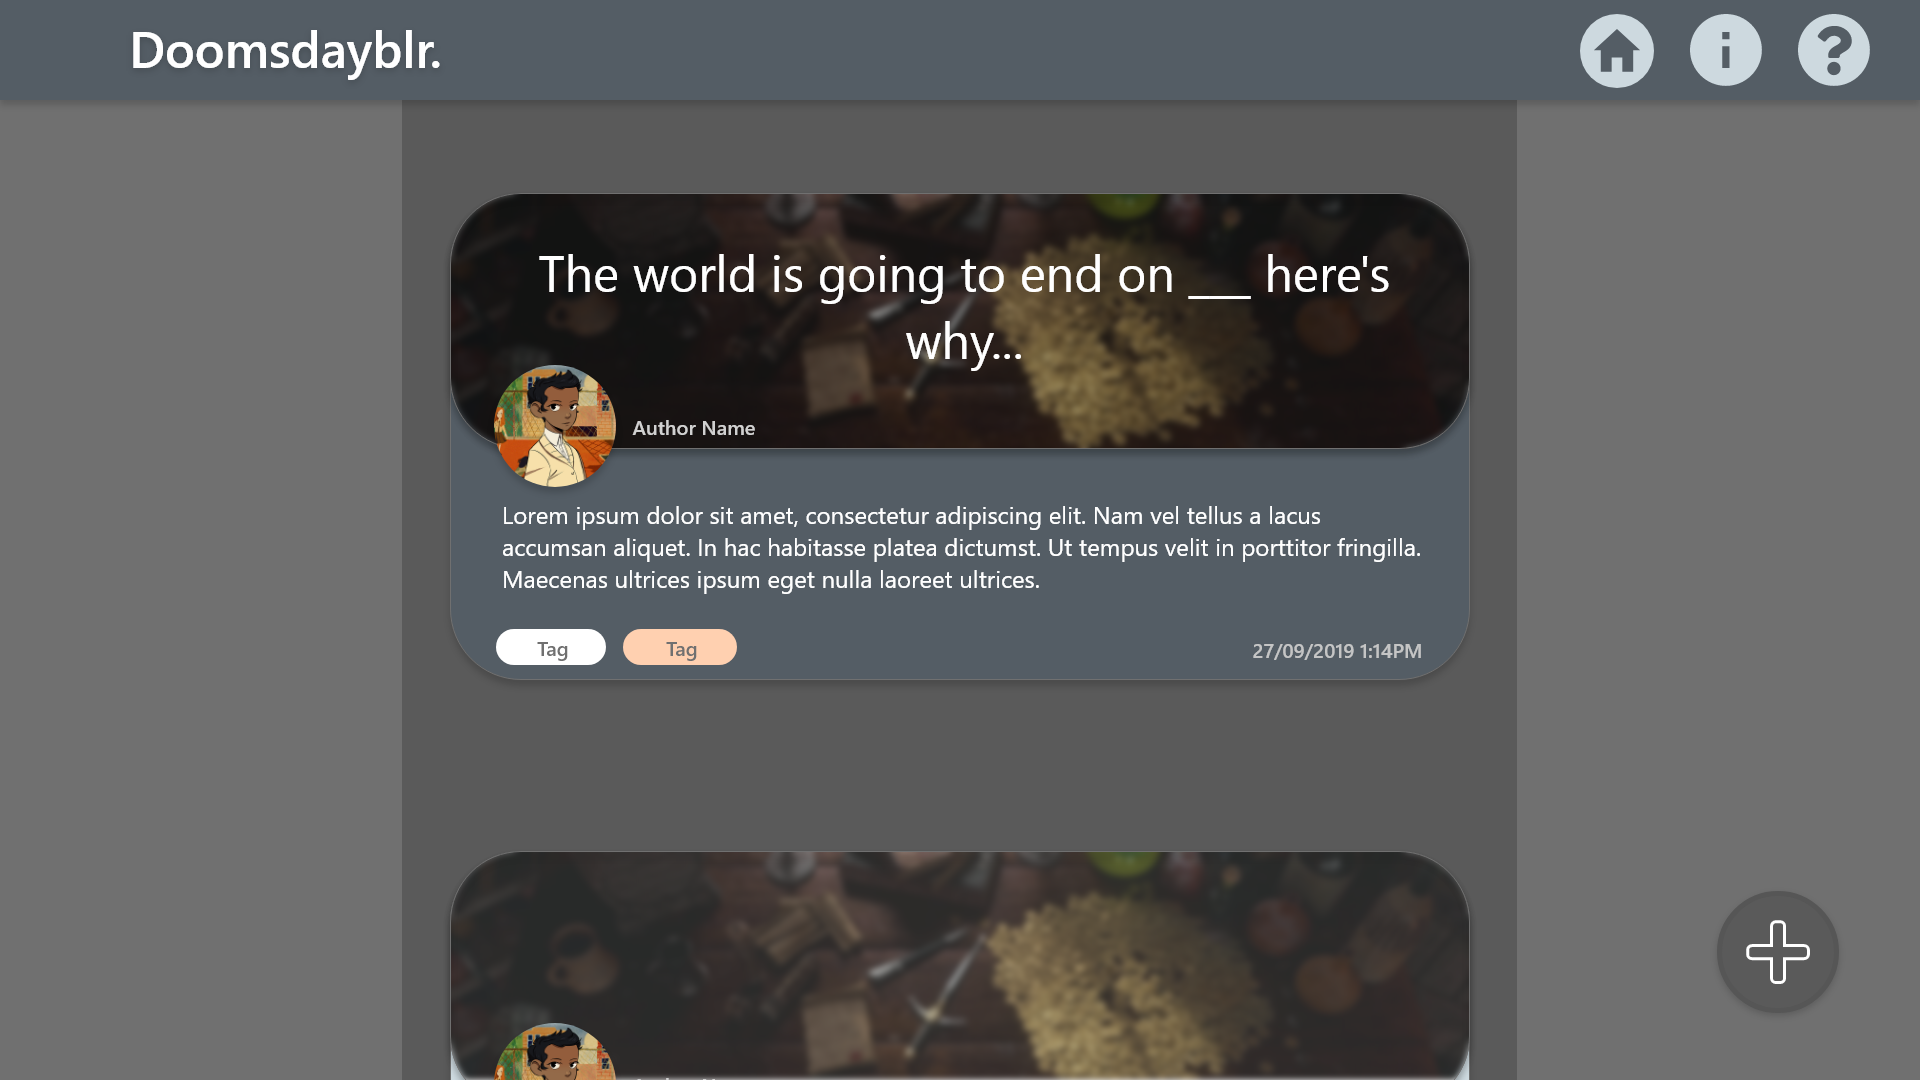 Doomsdayblr.
The world is going to end on ___ here's
why...
Author Name
Lorem ipsum dolor sit amet, consectetur adipiscing elit. Nam vel tellus a lacus
accumsan aliquet. In hac habitasse platea dictumst. Ut tempus velit in porttitor fringilla.
Maecenas ultrices ipsum eget nulla laoreet ultrices.
Tag Tag 27/09/2019 1:14PM